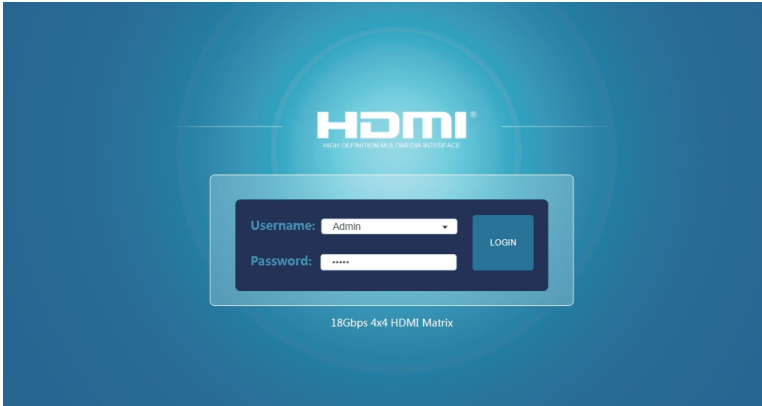 HDMI®
HIGH DEFINITION MULTIMEDIA INTERFACE
Username: Admin
Password: •••••
LOGIN
18Gbps 4x4 HDMI Matrix